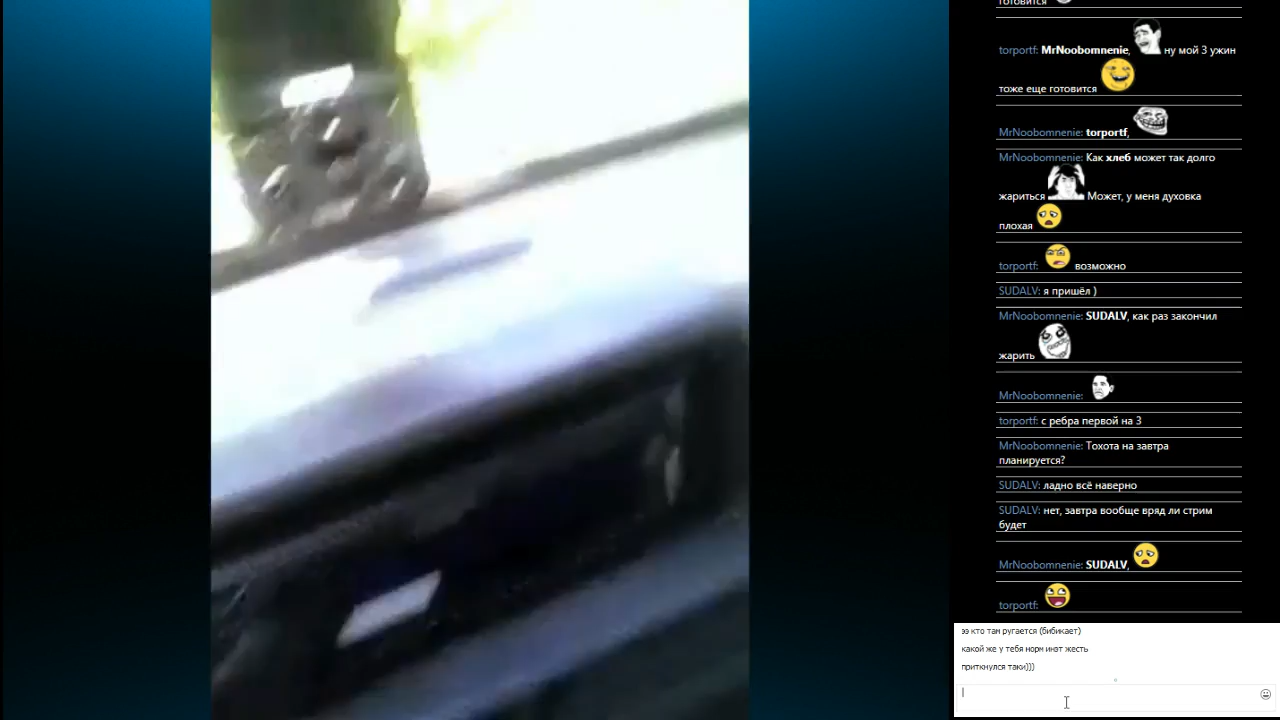 готовится
torportf: MrNoobomnenie, ну мой 3 ужин
тоже еще готовится
MrNoobomnenie: torportf,
MrNoobomnenie: Как хлеб может так долго
жариться Может, у меня духовка
плохая
torportf: возможно
SUDALV: я пришёл )
MrNoobomnenie: SUDALV, как раз закончил
жарить
MrNoobomnenie:
torportf: с ребра первой на 3
MrNoobomnenie: Тохота на завтра
планируется?
SUDALV: ладно всё наверно
SUDALV: нет, завтра вообще вряд ли стрим
будет
MrNoobomnenie: SUDALV,
torportf:
ээ кто там ругается (бибикает)
какой же у тебя норм инэт жесть
приткнулся таки)))